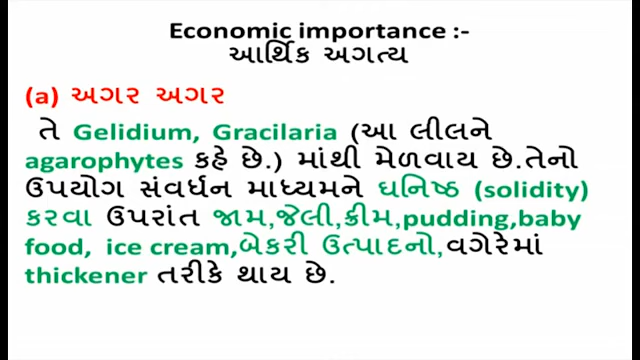 Economic importance :-
આર્થિક અગત્ય
(a) અગર અગર
તે Gelidium, Gracilaria (આ લીલને
agarophytes કહે છે.) માંથી મેળવાય છે.તેનો
ઉપયોગ સંવર્ધન માધ્યમને ઘનિષ્ઠ (solidity)
કરવા ઉપરાંત જામ,જેલી,ક્રીમ,pudding,baby
food, ice cream,બેકરી ઉત્પાદનો,વગેરેમાં
thickener તરીકે થાય છે.